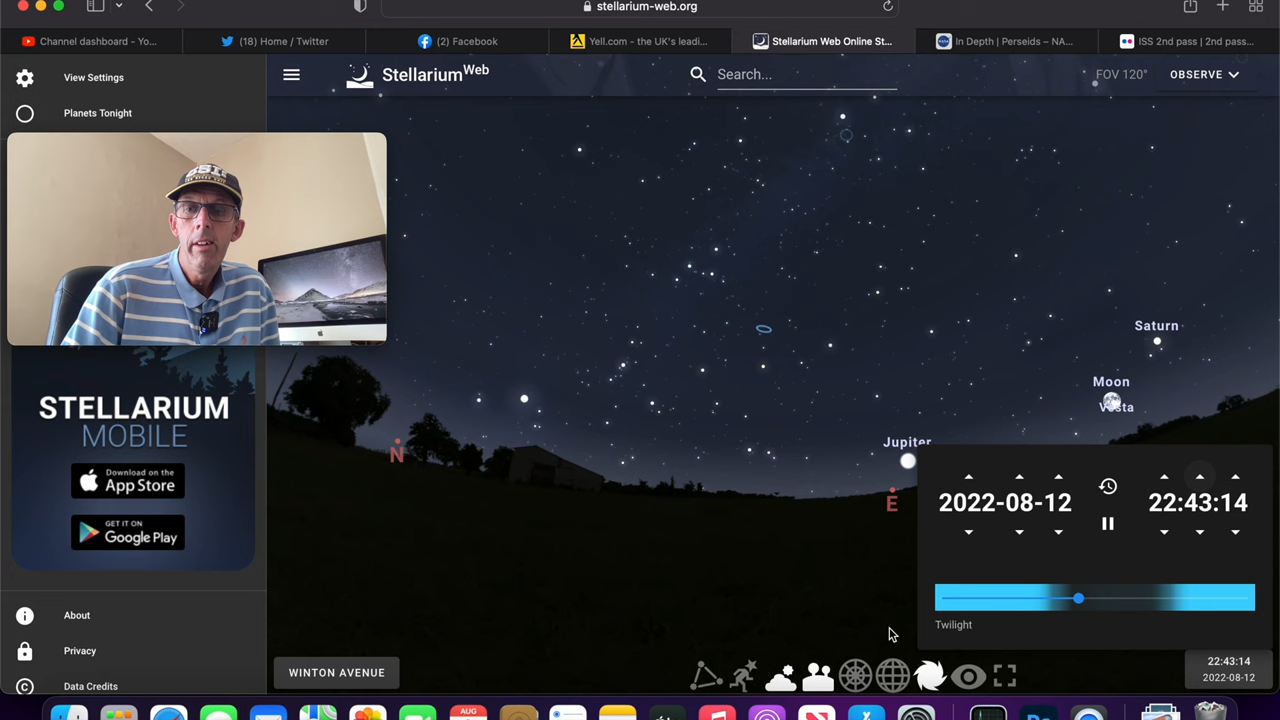 stellarium-web.org
Channel dashboard - Yo...
(18) Home / Twitter
(2) Facebook
Yell.com - the UK's leadi...
Stellarium Web Online St...
In Depth | Perseids – NA...
ISS 2nd pass | 2nd pass...
View Settings
StellariumWeb
Search...
FOV 120°
OBSERVE
Planets Tonight
Saturn
Moon
Vesta
Jupiter
N
E
STELLARIUM
MOBILE
Download on the
App Store
GET IT ON
Google Play
2022-08-12
22:43:14
Twilight
About
Privacy
Data Credits
WINTON AVENUE
22:43:14
2022-08-12
AUG